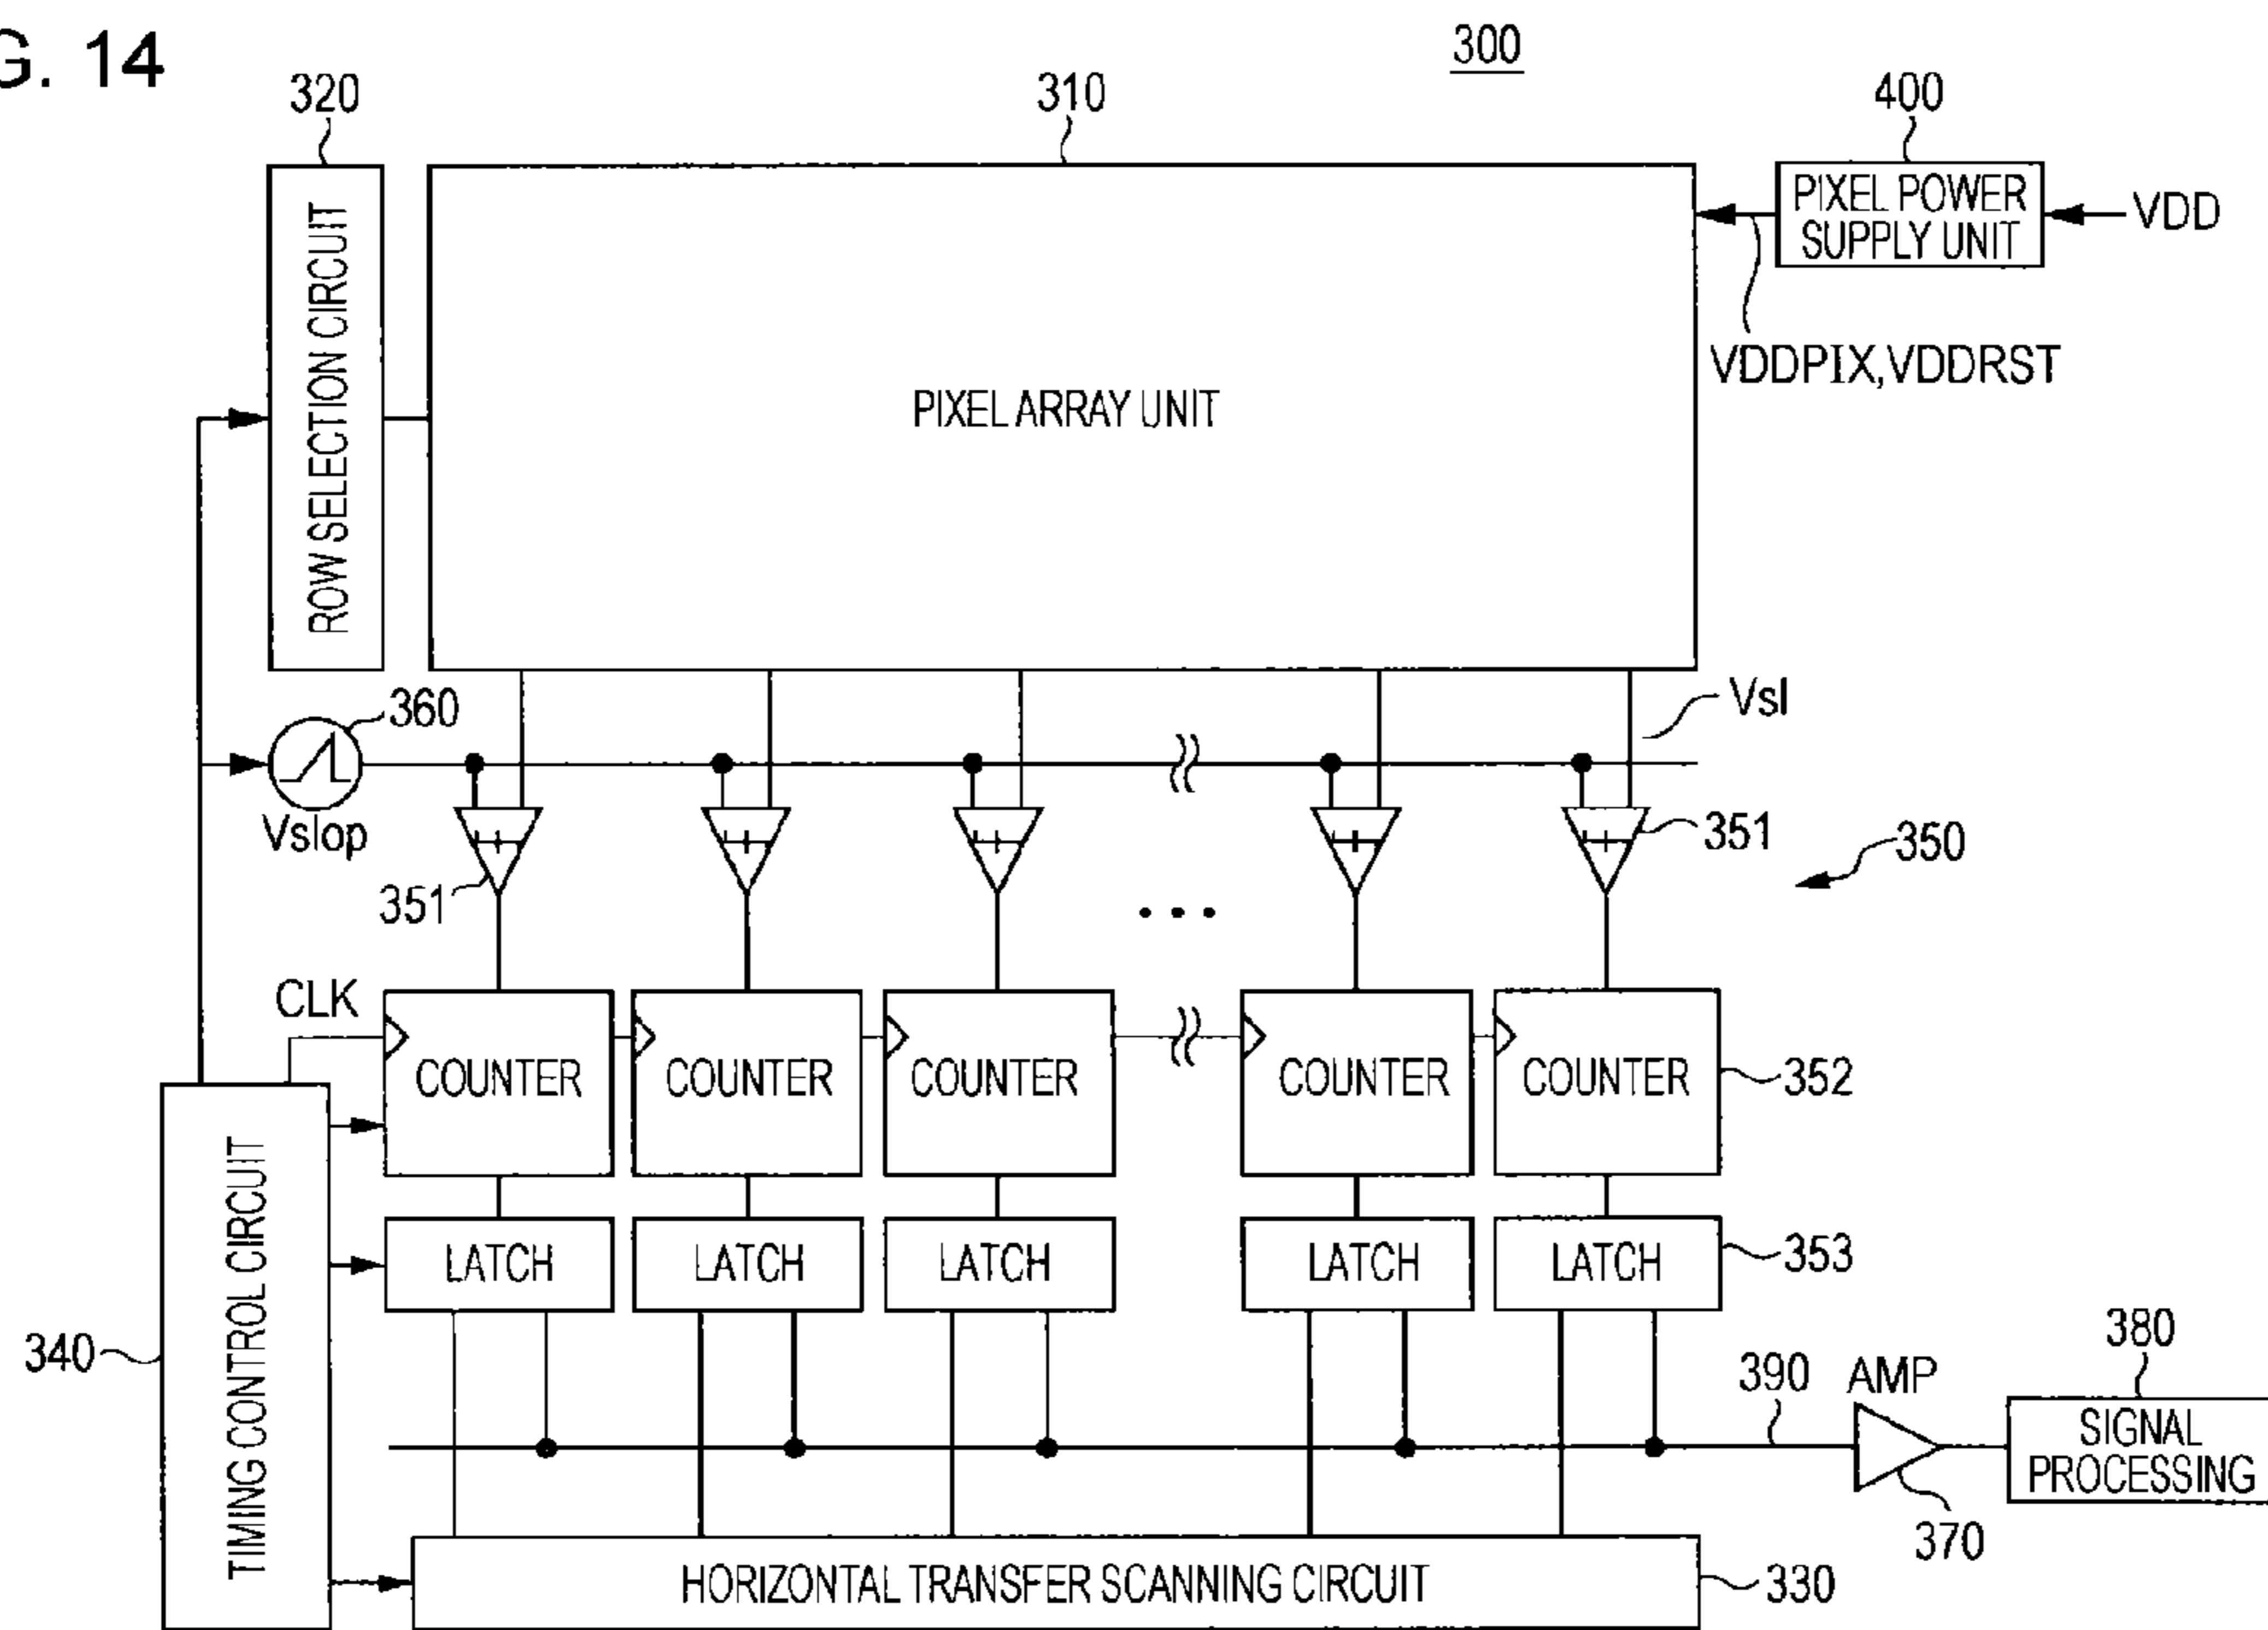 G. 14
300
320
310
400
ROW SELECTION CIRCUIT
PIXEL ARRAY UNIT
PIXEL POWER
SUPPLY UNIT
VDD
VDDPIX,VDDRST
360
Vslop
Vsl
351
351
350
...
CLK
COUNTER
COUNTER
COUNTER
COUNTER
COUNTER
352
LATCH
LATCH
LATCH
LATCH
LATCH
353
340
TIMING CONTROL CIRCUIT
390
AMP
370
380
SIGNAL
PROCESSING
HORIZONTAL TRANSFER SCANNING CIRCUIT
330